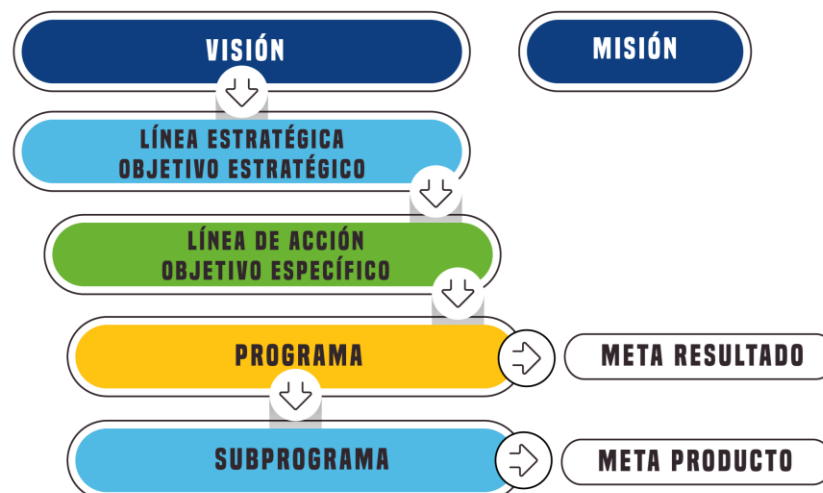 VISIÓN
MISIÓN
LÍNEA ESTRATÉGICA
OBJETIVO ESTRATÉGICO
LÍNEA DE ACCIÓN
OBJETIVO ESPECÍFICO
PROGRAMA
META RESULTADO
SUBPROGRAMA
META PRODUCTO